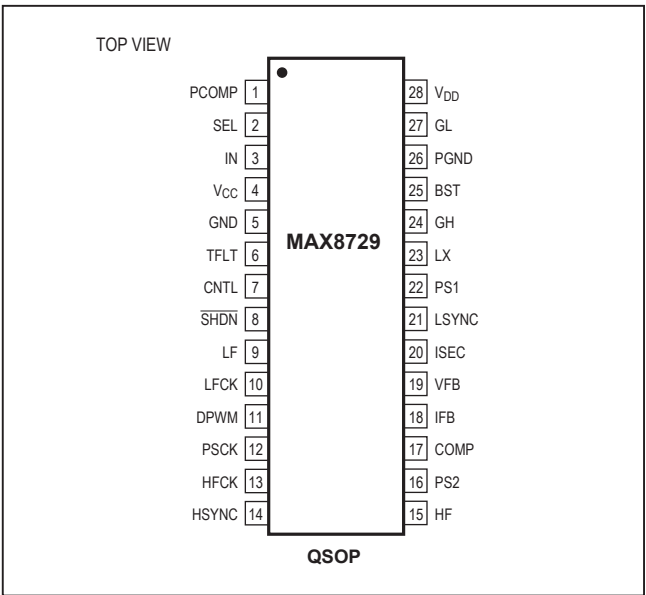 TOP VIEW
PCOMP 1
SEL 2
IN 3
VCC 4
GND 5
TFLT 6
CNTL 7
SHDN 8
LF 9
LFCK 10
DPWM 11
PSCK 12
HFCK 13
HSYNC 14
MAX8729
28 VDD
27 GL
26 PGND
25 BST
24 GH
23 LX
22 PS1
21 LSYNC
20 ISEC
19 VFB
18 IFB
17 COMP
16 PS2
15 HF
QSOP